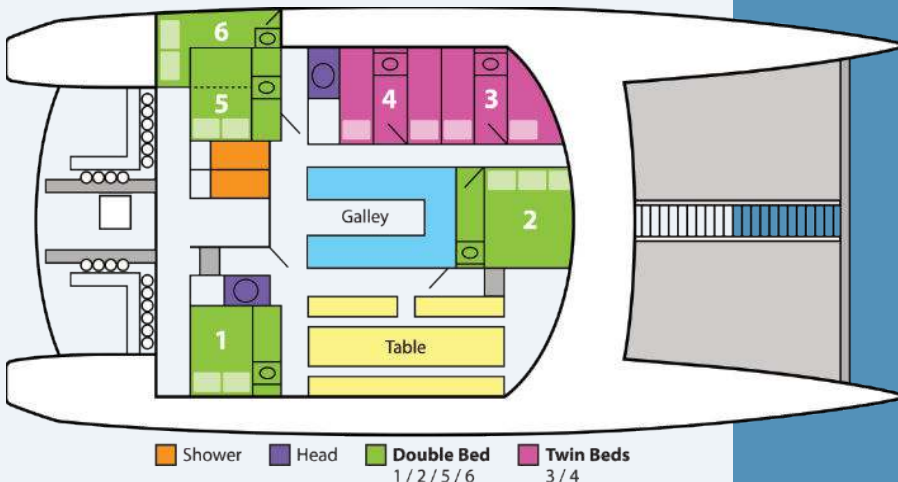 6
5
4
3
Galley
2
1
Table
Shower
Head
Double Bed
1 / 2 / 5 / 6
Twin Beds
3 / 4